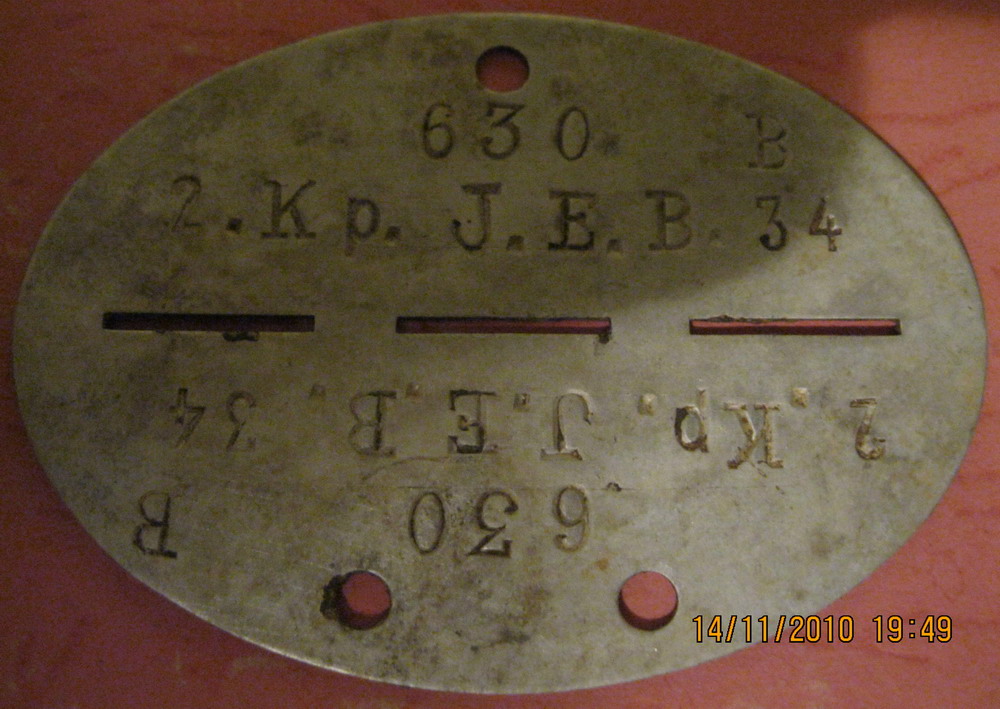 630 B
2. Kp. J. E. B. 34
2. Kp. J. E. B. 34
630 B
14/11/2010 19:49